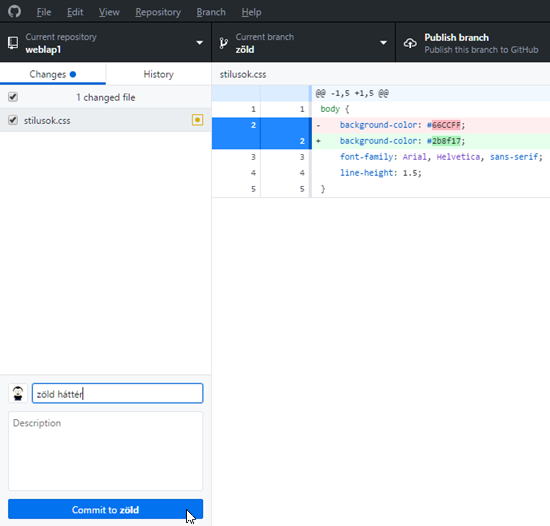 File Edit View Repository Branch Help
Current repository
weblap1
Current branch
zöld
Publish branch
Publish this branch to GitHub
Changes History
1 changed file
stilusok.css
stilusok.css
@@ -1,5 +1,5 @@
1 1 body {
2 - background-color: #66CCFF;
2 + background-color: #2b8f17;
3 3 font-family: Arial, Helvetica, sans-serif;
4 4 line-height: 1.5;
5 5 }
zöld háttér
Description
Commit to zöld